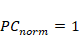 PC_norm = 1